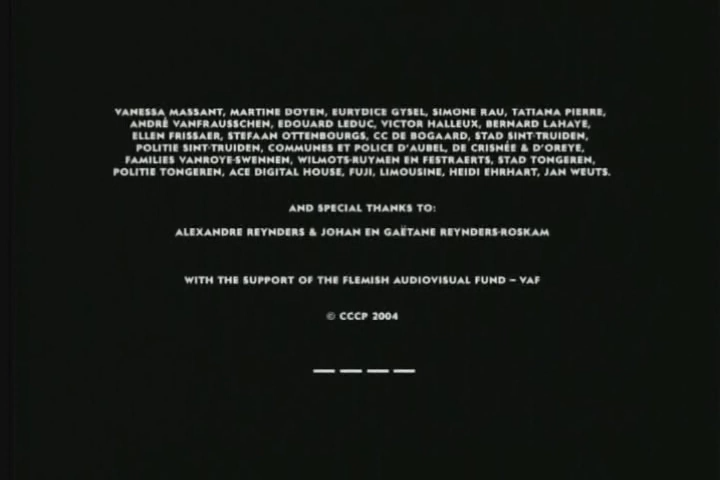 VANESSA MASSANT, MARTINE DOYEN, EURYDICE GYSEL, SIMONE RAU, TATIANA PIERRE,
ANDRÉ VANFRAUSSCHEN, EDOUARD LEDUC, VICTOR HALLEUX, BERNARD LAHAYE,
ELLEN FRISSAER, STEFAAN OTTENBOURGS, CC DE BOGAARD, STAD SINT-TRUIDEN,
POLITIE SINT-TRUIDEN, COMMUNES ET POLICE D'AUBEL, DE CRISNÉE & D'OREYE,
FAMILIES VANROYE-SWENNEN, WILMOTS-RUYMEN EN FESTRAERTS, STAD TONGEREN,
POLITIE TONGEREN, ACE DIGITAL HOUSE, FUJI, LIMOUSINE, HEIDI EHRHART, JAN WEUTS.
AND SPECIAL THANKS TO:
ALEXANDRE REYNDERS & JOHAN EN GAËTANE REYNDERS-ROSKAM
WITH THE SUPPORT OF THE FLEMISH AUDIOVISUAL FUND – VAF
© CCCP 2004